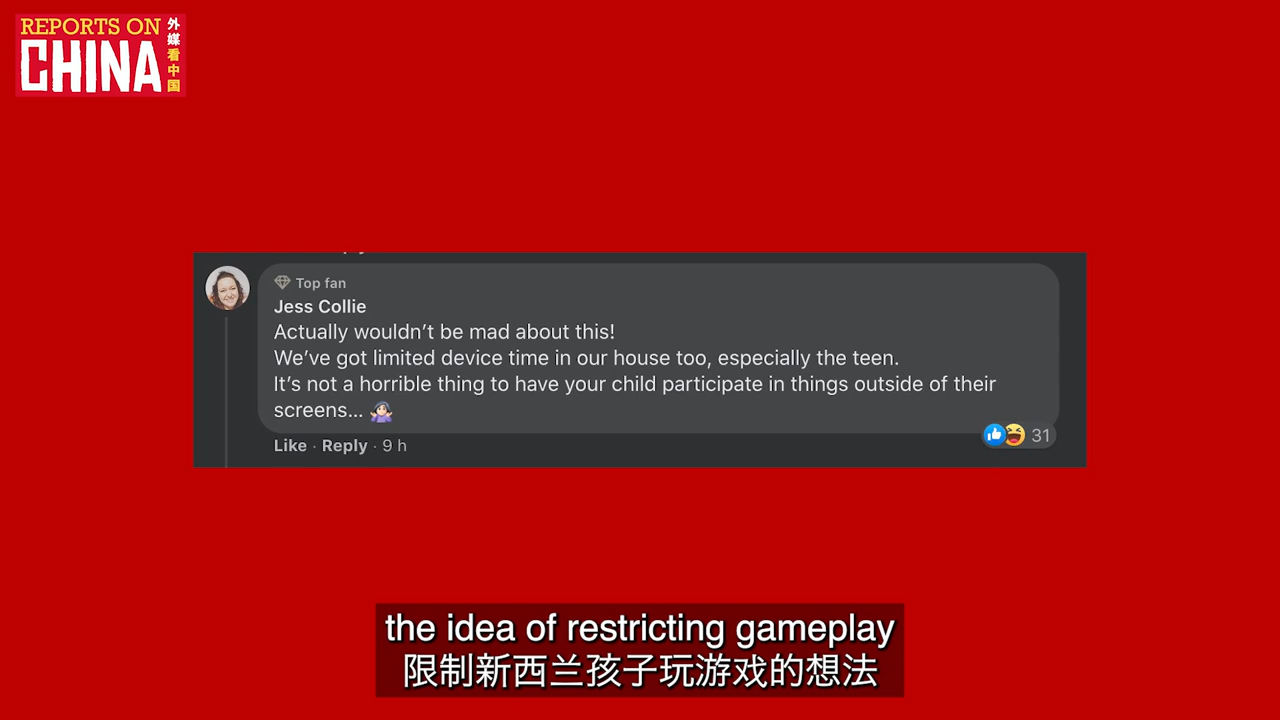 REPORTS ON
CHINA
外媒看中国
Top fan
Jess Collie
Actually wouldn't be mad about this!
We've got limited device time in our house too, especially the teen.
It's not a horrible thing to have your child participate in things outside of their
screens... 🤷🏻‍♀️
Like · Reply · 9 h
31
the idea of restricting gameplay
限制新西兰孩子玩游戏的想法